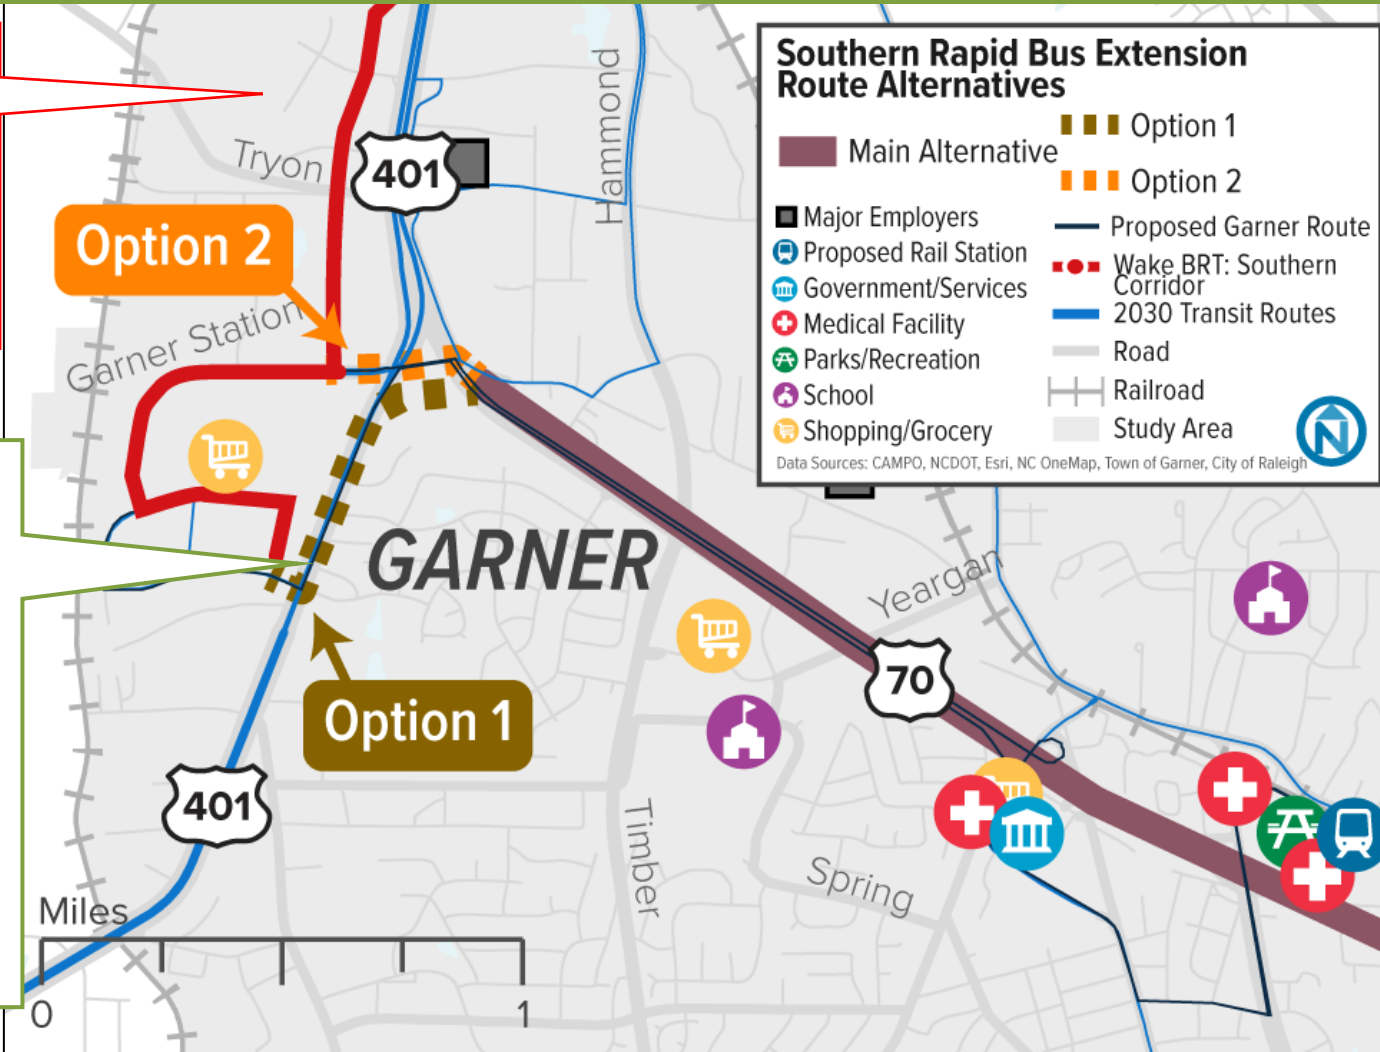 Southern Rapid Bus Extension
Route Alternatives
Main Alternative
Option 1
Option 2
Major Employers
Proposed Rail Station
Government/Services
Medical Facility
Parks/Recreation
School
Shopping/Grocery
Proposed Garner Route
Wake BRT: Southern
Corridor
2030 Transit Routes
Road
Railroad
Study Area
Data Sources: CAMPO, NCDOT, Esri, NC OneMap, Town of Garner, City of Raleigh
N
Hammond
Tryon
401
Option 2
Garner Station
GARNER
Yeargan
70
Option 1
401
Timber
Spring
Miles
0
1